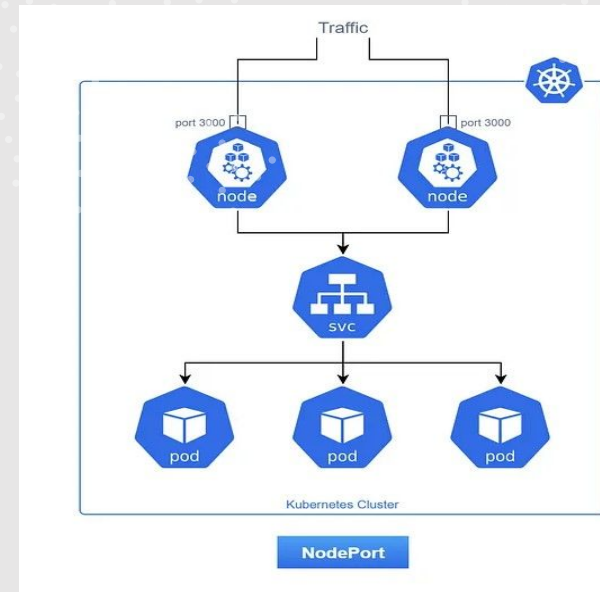 Traffic
port 3000
port 3000
node
node
svc
pod
pod
pod
Kubernetes Cluster
NodePort